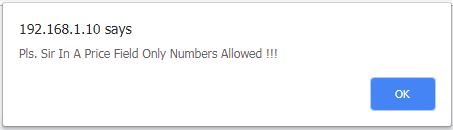 192.168.1.10 says
Pls. Sir In A Price Field Only Numbers Allowed !!!
OK